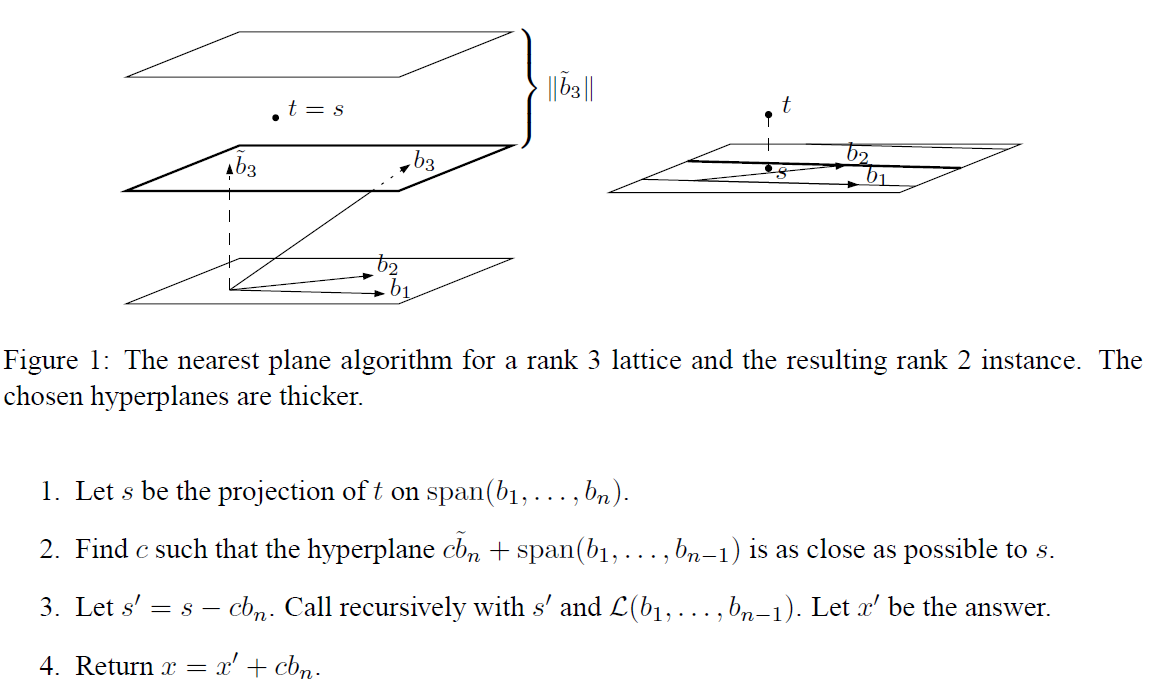 t = s
‖b̃₃‖
b̃₃
b₃
b₂
b₁
t
b₂
s
b₁
Figure 1: The nearest plane algorithm for a rank 3 lattice and the resulting rank 2 instance. The
chosen hyperplanes are thicker.
1. Let s be the projection of t on span(b₁, . . . , bₙ).
2. Find c such that the hyperplane cb̃ₙ + span(b₁, . . . , bₙ₋₁) is as close as possible to s.
3. Let s′ = s − cbₙ. Call recursively with s′ and ℒ(b₁, . . . , bₙ₋₁). Let x′ be the answer.
4. Return x = x′ + cbₙ.